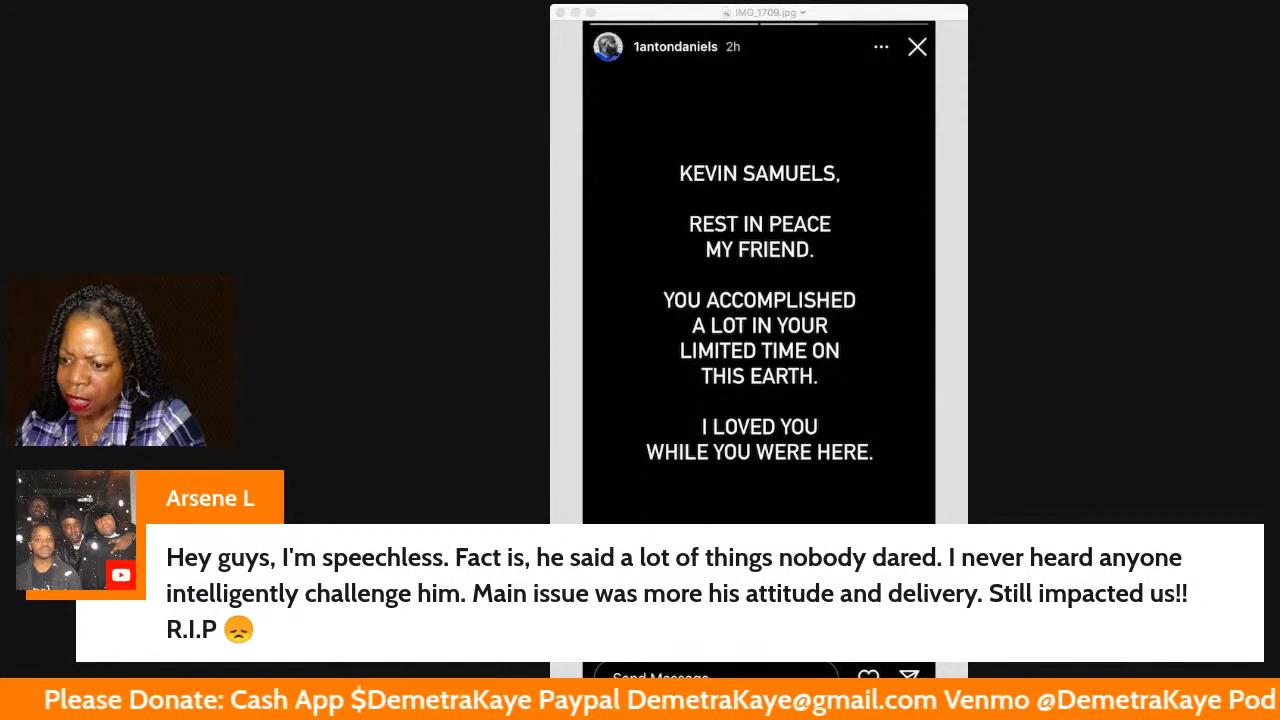 IMG_1709.jpg
1antondaniels 2h
KEVIN SAMUELS,
REST IN PEACE
MY FRIEND.
YOU ACCOMPLISHED
A LOT IN YOUR
LIMITED TIME ON
THIS EARTH.
I LOVED YOU
WHILE YOU WERE HERE.
Arsene L
Hey guys, I'm speechless. Fact is, he said a lot of things nobody dared. I never heard anyone
intelligently challenge him. Main issue was more his attitude and delivery. Still impacted us!!
R.I.P 😞
Send Message
Please Donate: Cash App $DemetraKaye Paypal DemetraKaye@gmail.com Venmo @DemetraKaye Pod